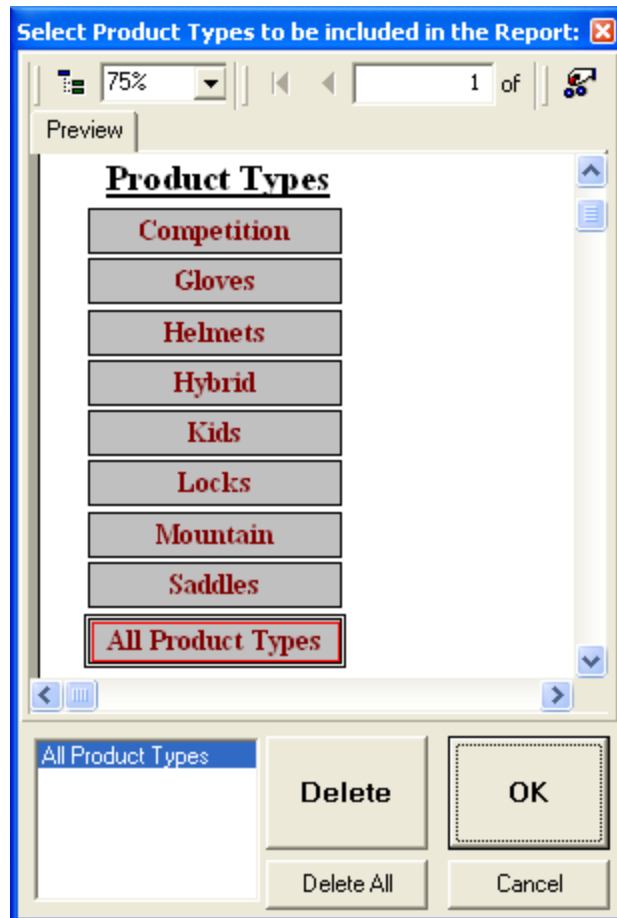 Select Product Types to be included in the Report:
75% 1 of
Preview
Product Types
Competition
Gloves
Helmets
Hybrid
Kids
Locks
Mountain
Saddles
All Product Types
All Product Types
Delete OK
Delete All Cancel